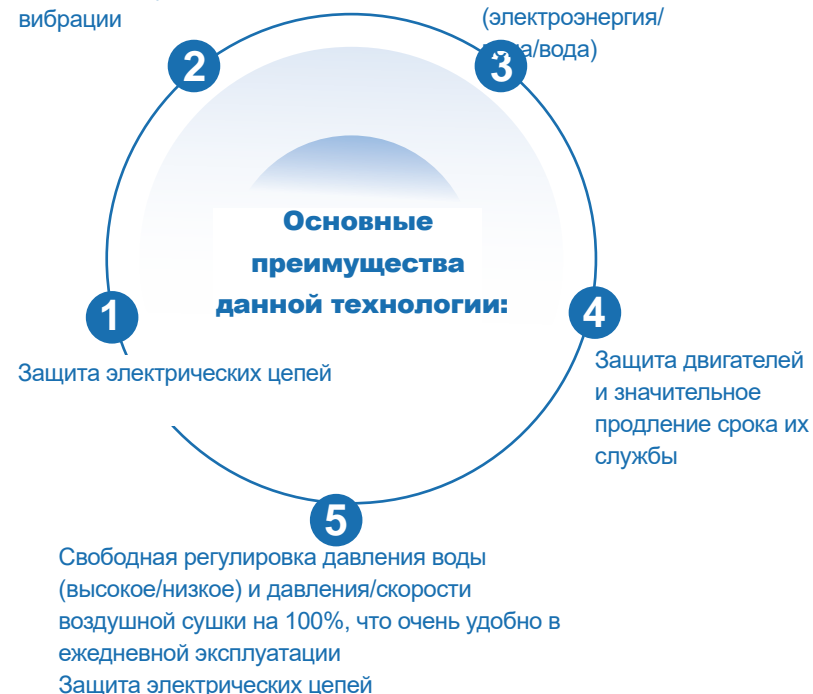 вибрации
(электроэнергия/
/вода)
2
3
Основные
преимущества
данной технологии:
1
4
Защита электрических цепей
Защита двигателей
и значительное
продление срока их
службы
5
Свободная регулировка давления воды
(высокое/низкое) и давления/скорости
воздушной сушки на 100%, что очень удобно в
ежедневной эксплуатации
Защита электрических цепей